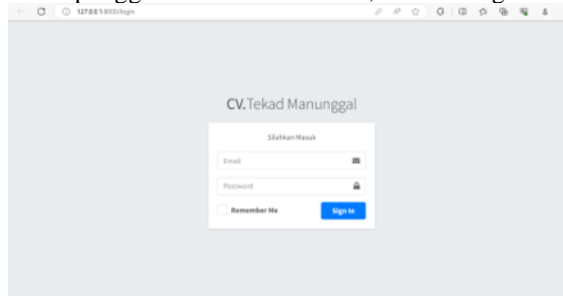 127.0.0.1:8000/login
CV.Tekad Manunggal
Silahkan Masuk
Email
Password
Remember Me
Sign In